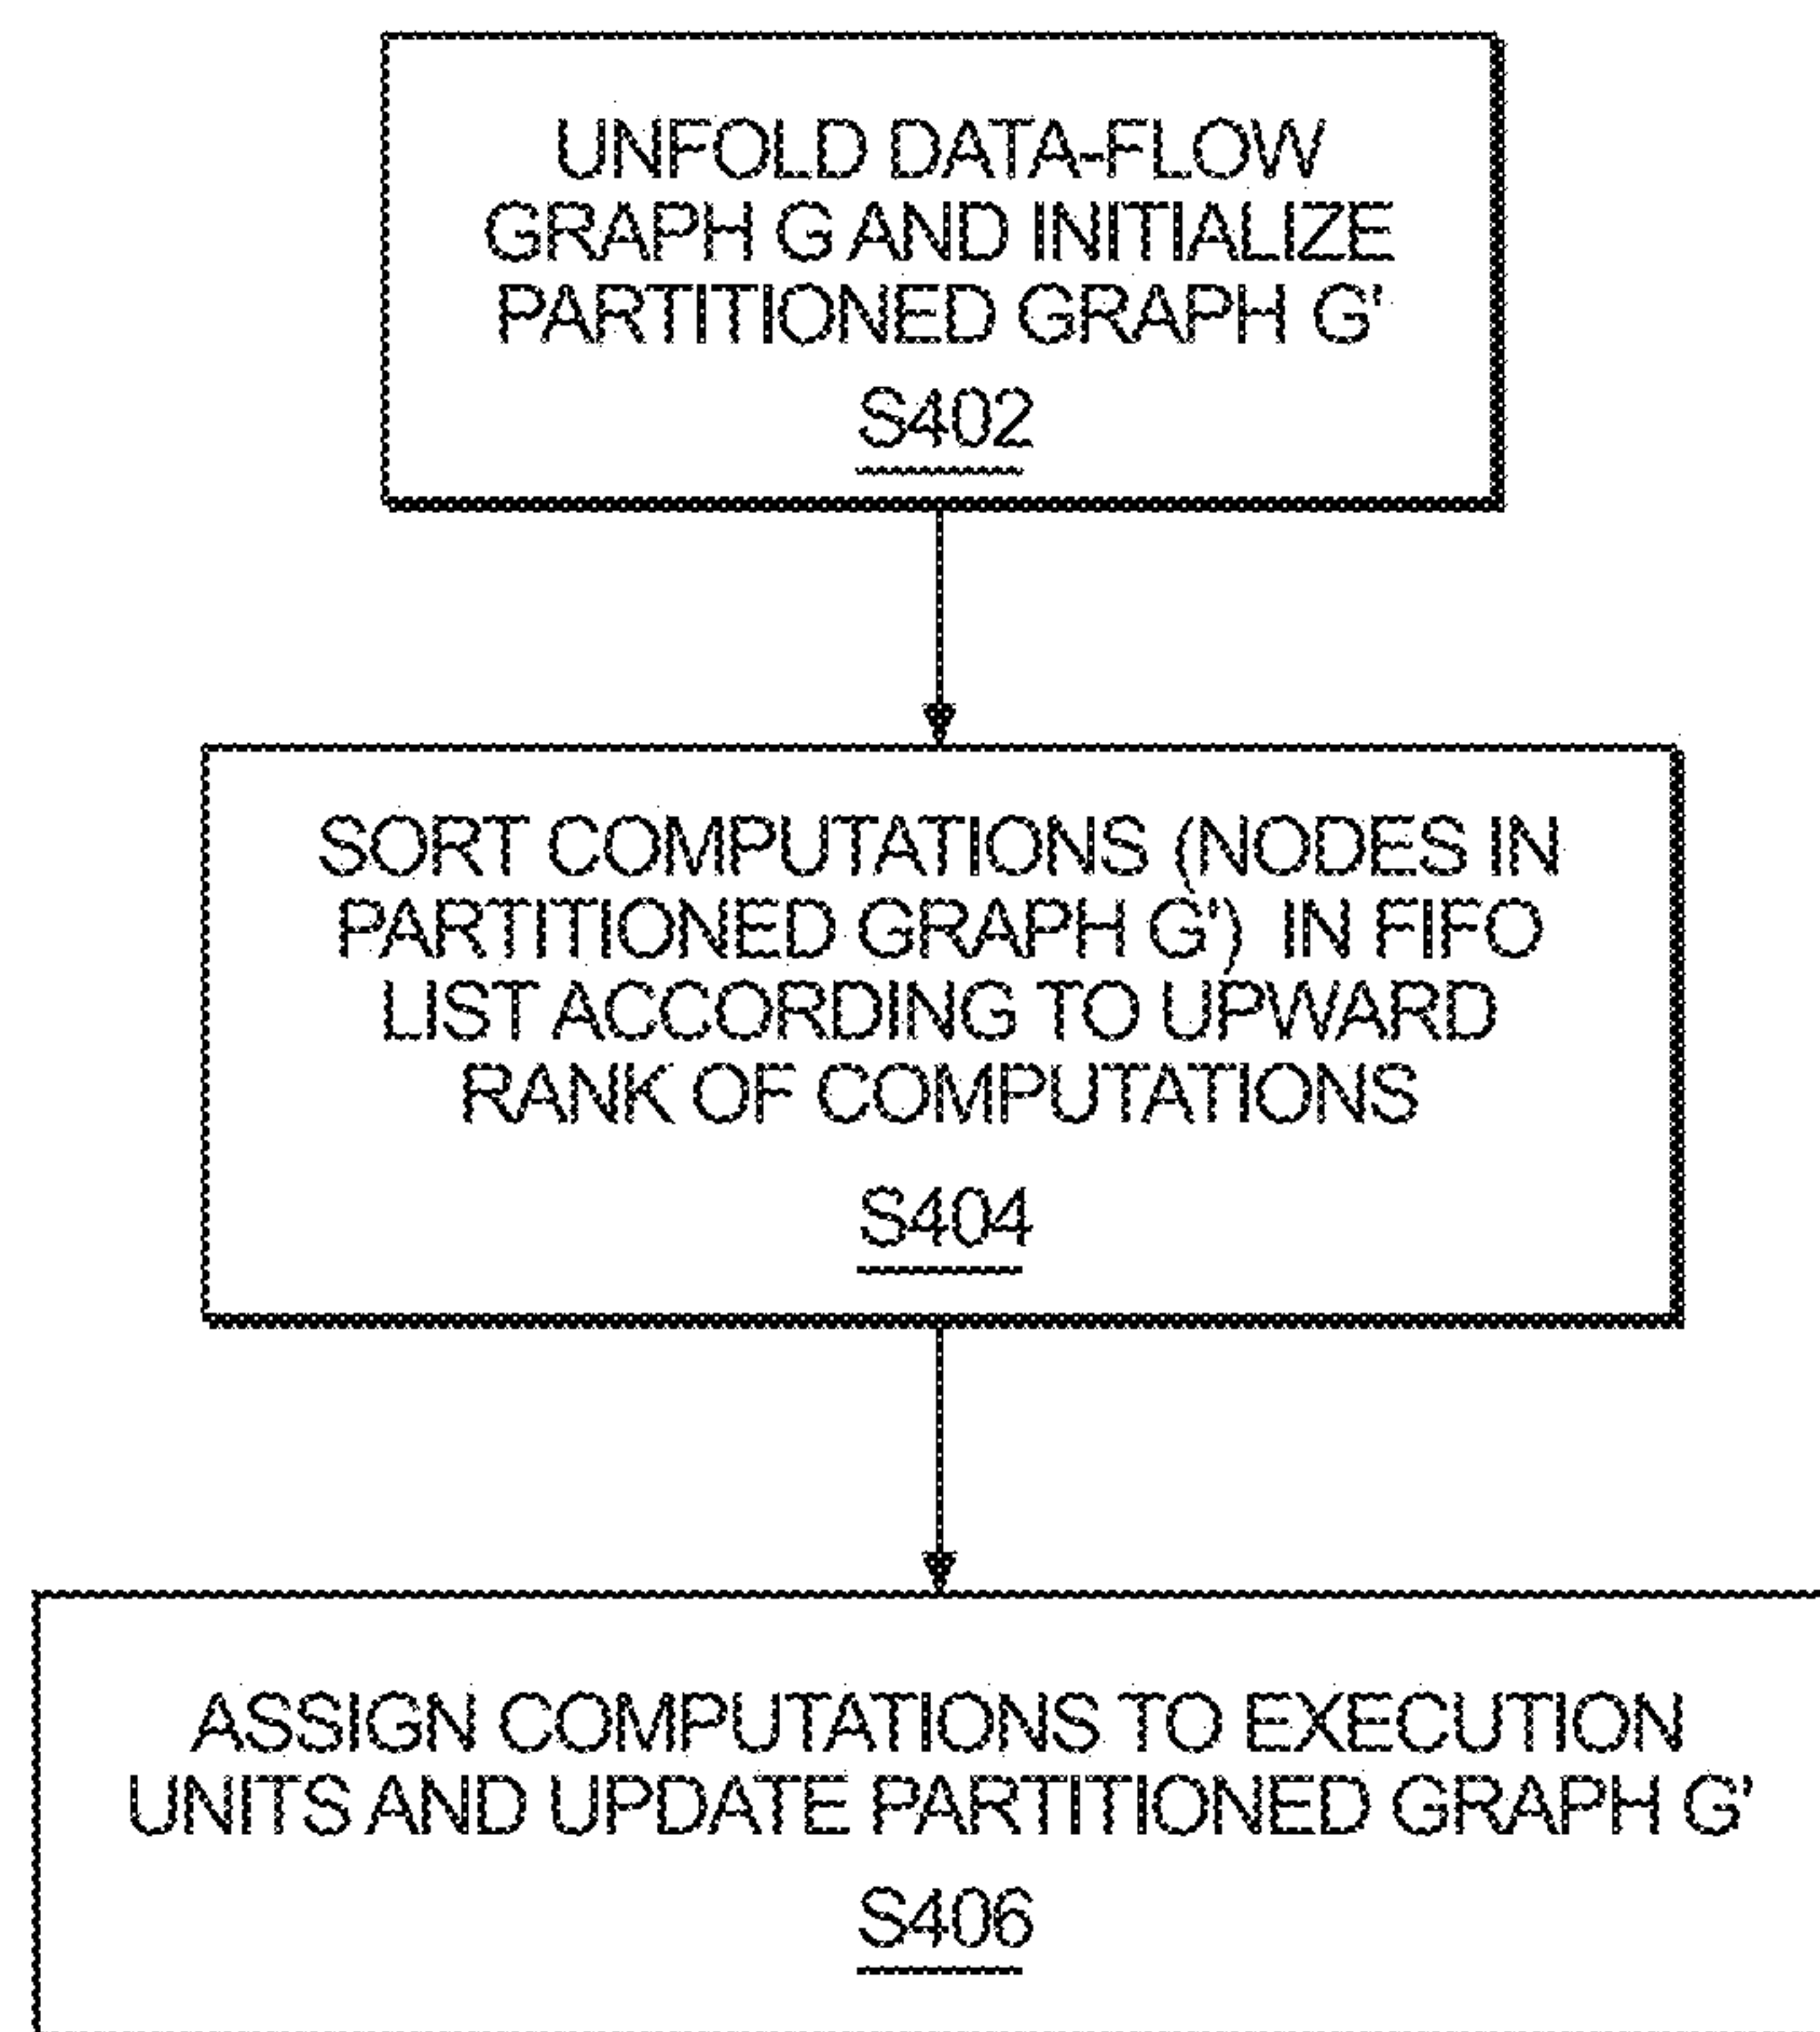 UNFOLD DATA-FLOW
GRAPH G AND INITIALIZE
PARTITIONED GRAPH G'
S402
SORT COMPUTATIONS (NODES IN
PARTITIONED GRAPH G') IN FIFO
LIST ACCORDING TO UPWARD
RANK OF COMPUTATIONS
S404
ASSIGN COMPUTATIONS TO EXECUTION
UNITS AND UPDATE PARTITIONED GRAPH G'
S406